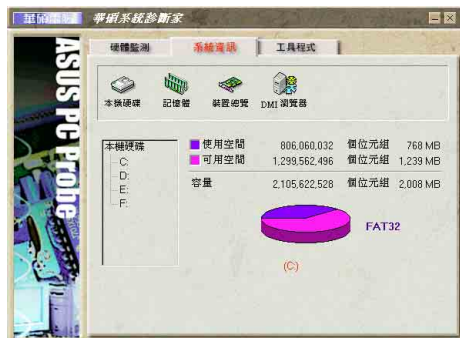 華碩電腦 華碩系統診斷家
ASUS PC Probe
硬體監測 系統資訊 工具程式
本機硬碟 記憶體 裝置總覽 DMI 瀏覽器
本機硬碟
C:
D:
E:
F:
使用空間 806,060,032 個位元組 768 MB
可用空間 1,299,562,496 個位元組 1,239 MB
容量 2,105,622,528 個位元組 2,008 MB
FAT32
(C:)